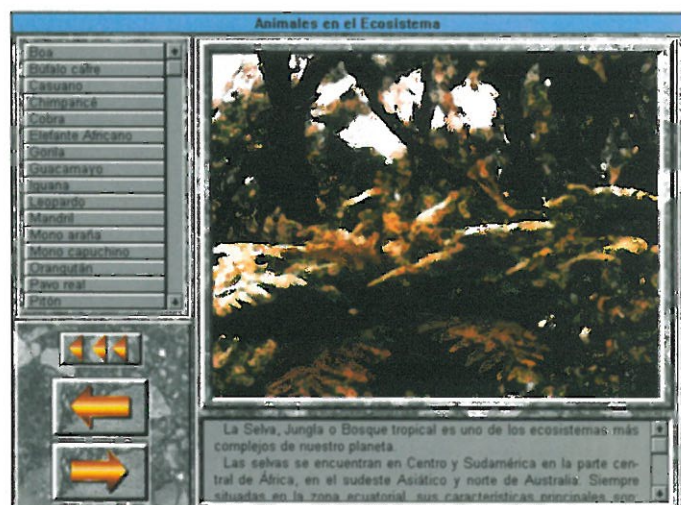 Animales en el Ecosistema
Boa
Búfalo cafre
Casuano
Chimpancé
Cobra
Elefante Africano
Gorila
Guacamayo
Iguana
Leopardo
Mandril
Mono araña
Mono capuchino
Orangután
Pavo real
Pitón
La Selva, Jungla o Bosque tropical es uno de los ecosistemas más
complejos de nuestro planeta.
Las selvas se encuentran en Centro y Sudamérica en la parte cen-
tral de África, en el sudeste Asiático y norte de Australia. Siempre
situadas en la zona ecuatorial, sus características principales son: